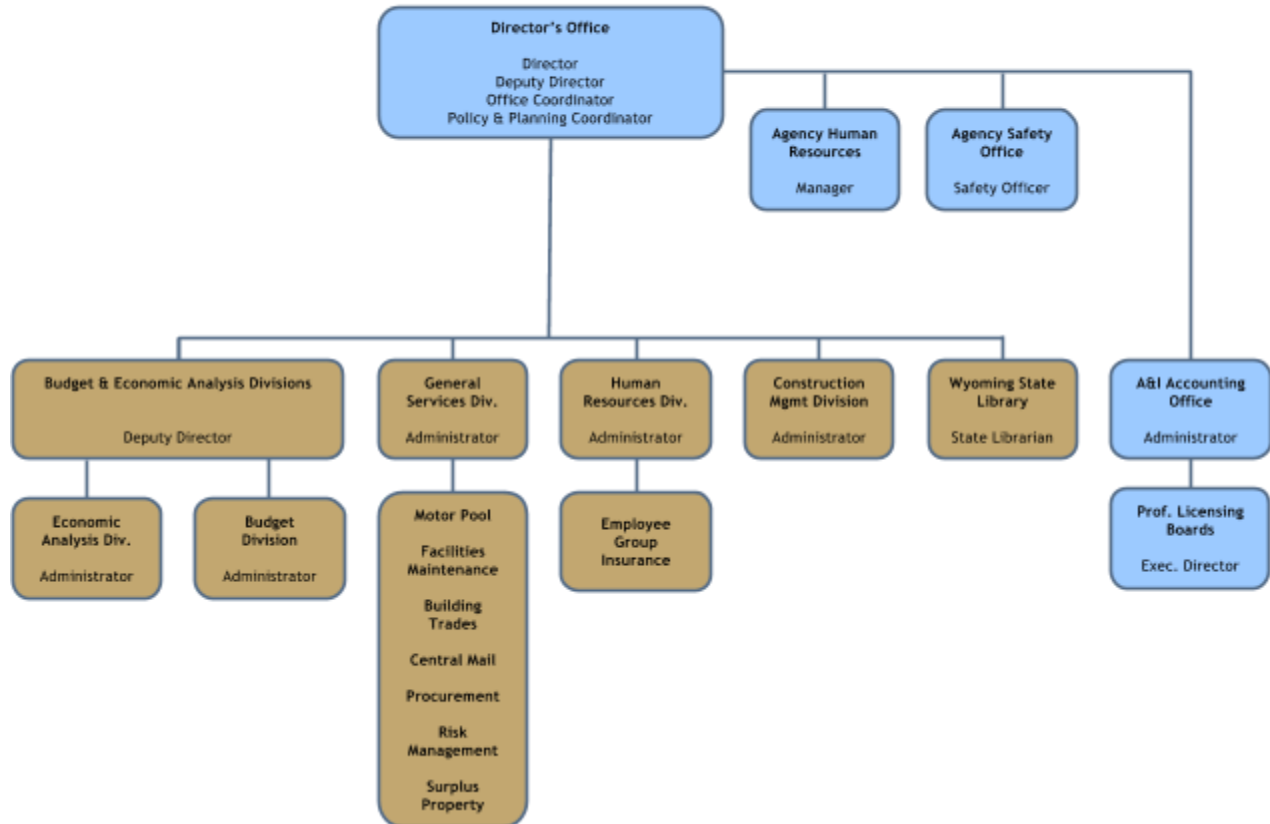 Director's Office
Director
Deputy Director
Office Coordinator
Policy & Planning Coordinator
Agency Human
Resources
Manager
Agency Safety
Office
Safety Officer
Budget & Economic Analysis Divisions
Deputy Director
General
Services Div.
Administrator
Human
Resources Div.
Administrator
Construction
Mgmt Division
Administrator
Wyoming State
Library
State Librarian
A&I Accounting
Office
Administrator
Economic
Analysis Div.
Administrator
Budget
Division
Administrator
Motor Pool
Facilities
Maintenance
Building
Trades
Central Mail
Procurement
Risk
Management
Surplus
Property
Employee
Group
Insurance
Prof. Licensing
Boards
Exec. Director